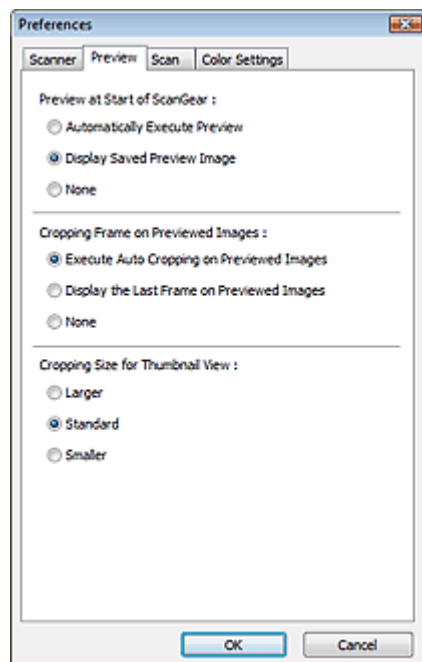 Preferences
Scanner Preview Scan Color Settings
Preview at Start of ScanGear :
Automatically Execute Preview
Display Saved Preview Image
None
Cropping Frame on Previewed Images :
Execute Auto Cropping on Previewed Images
Display the Last Frame on Previewed Images
None
Cropping Size for Thumbnail View :
Larger
Standard
Smaller
OK Cancel